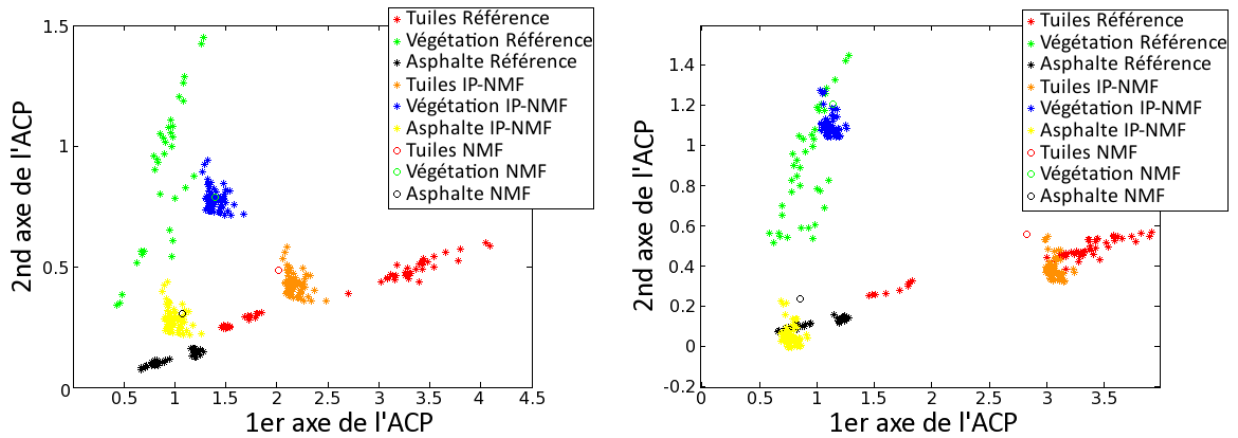 1.5
1
0.5
0
0.5
1
1.5
2
2.5
3
3.5
4
4.5
2nd axe de l'ACP
1er axe de l'ACP
Tuiles Référence
Végétation Référence
Asphalte Référence
Tuiles IP-NMF
Végétation IP-NMF
Asphalte IP-NMF
Tuiles NMF
Végétation NMF
Asphalte NMF
1.4
1.2
1
0.8
0.6
0.4
0.2
0
-0.2
0
0.5
1
1.5
2
2.5
3
3.5
2nd axe de l'ACP
1er axe de l'ACP
Tuiles Référence
Végétation Référence
Asphalte Référence
Tuiles IP-NMF
Végétation IP-NMF
Asphalte IP-NMF
Tuiles NMF
Végétation NMF
Asphalte NMF